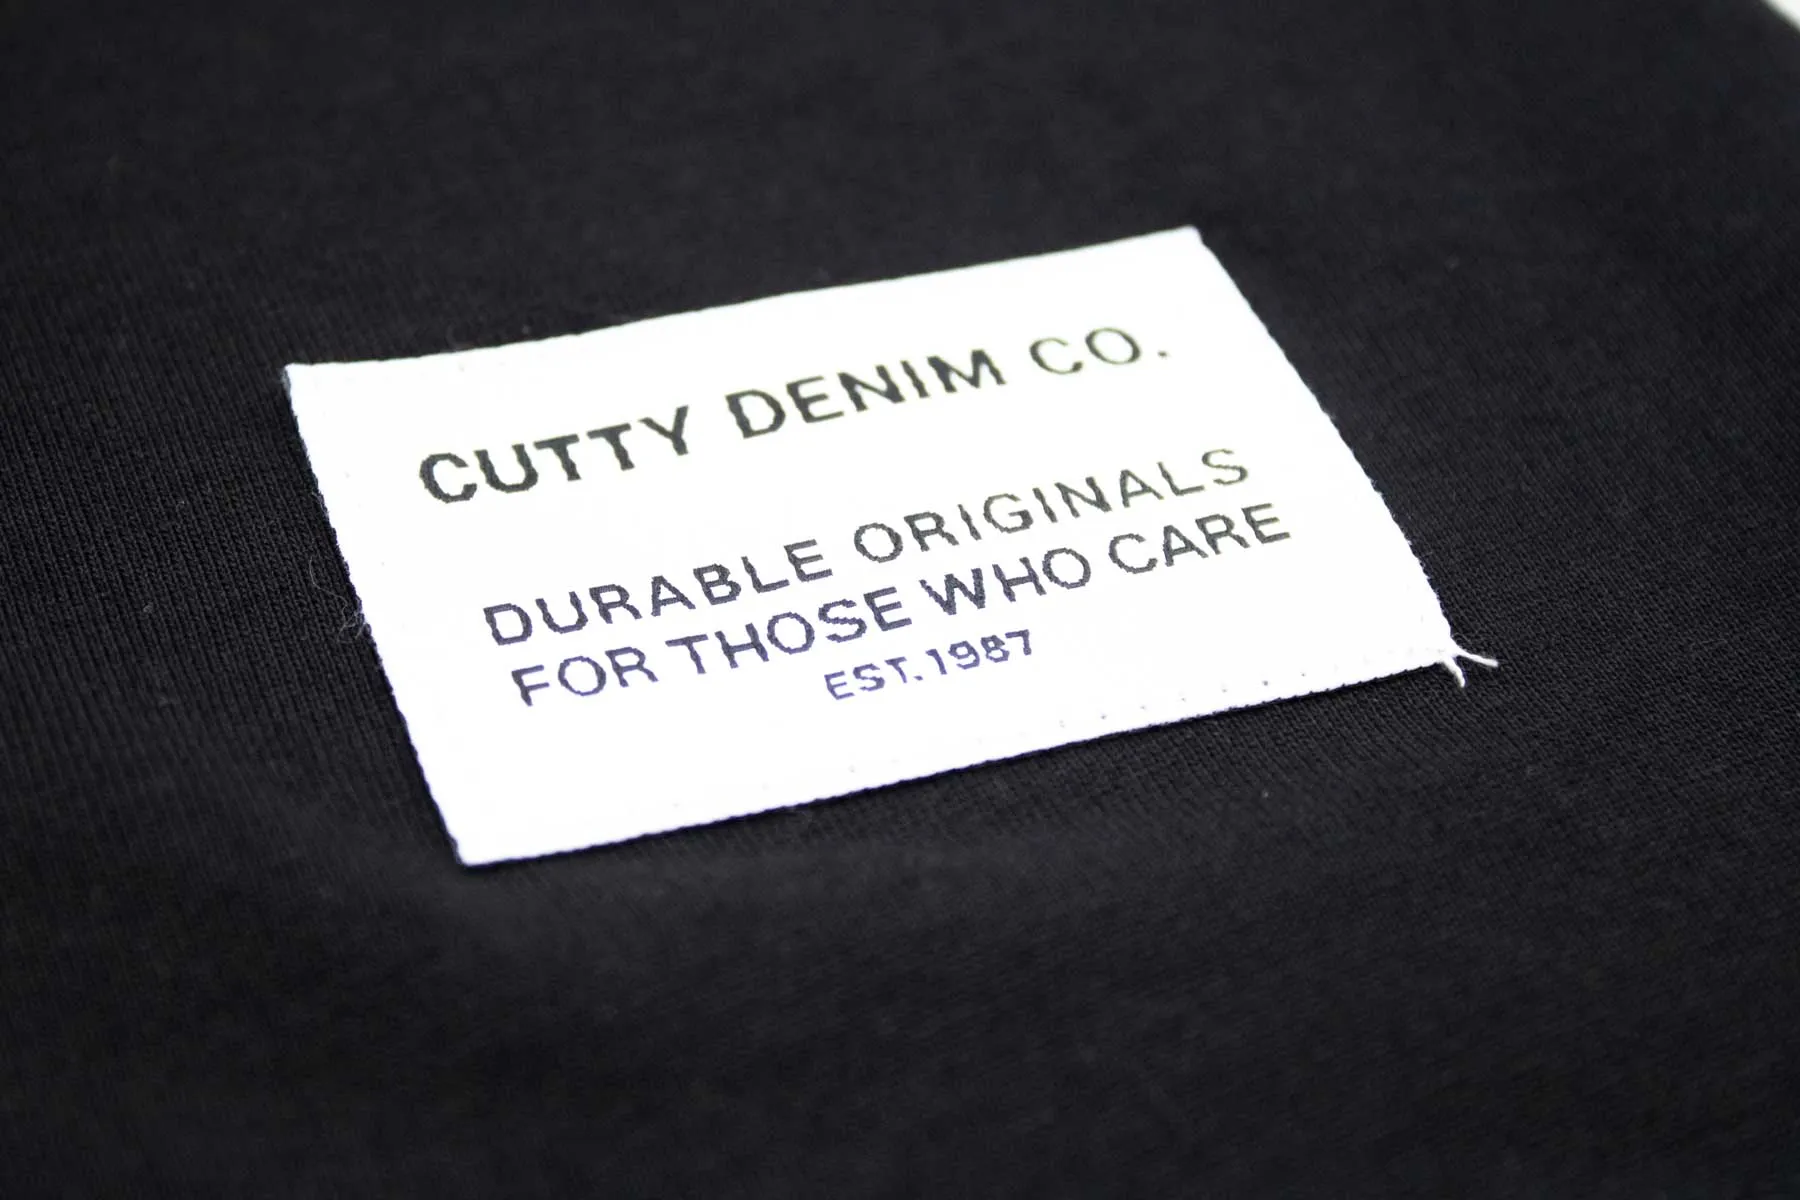 CUTTY DENIM CO.
DURABLE ORIGINALS
FOR THOSE WHO CARE
EST.1987